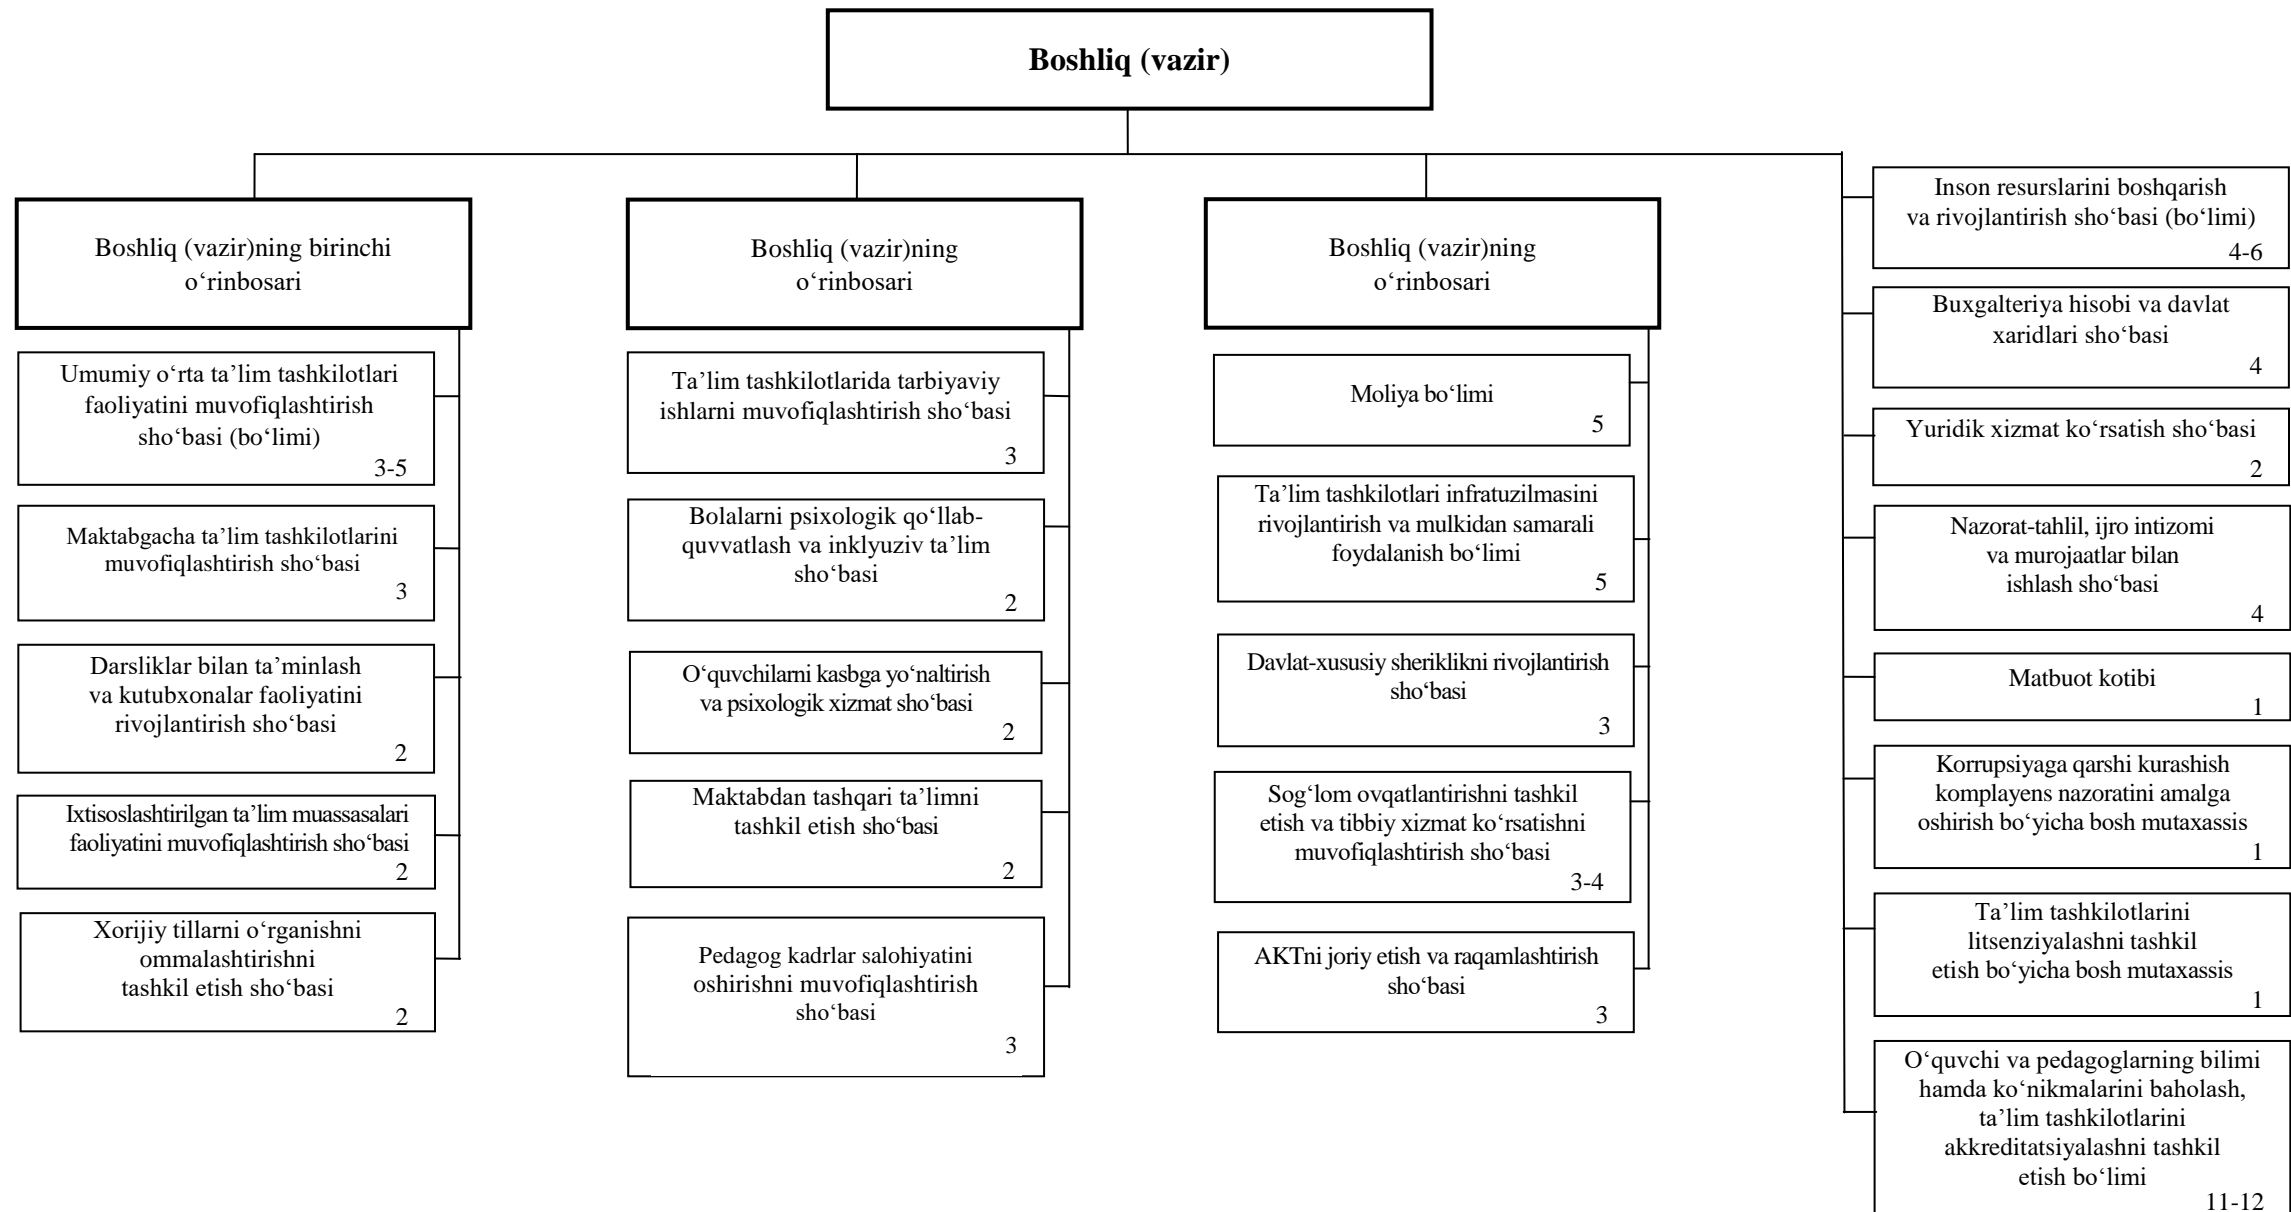 Boshliq (vazir)
Boshliq (vazir)ning birinchi
o‘rinbosari
Umumiy o‘rta ta’lim tashkilotlari
faoliyatini muvofiqlashtirish
sho‘basi (bo‘limi)
3-5
Maktabgacha ta’lim tashkilotlarini
muvofiqlashtirish sho‘basi
3
Darsliklar bilan ta’minlash
va kutubxonalar faoliyatini
rivojlantirish sho‘basi
2
Ixtisoslashtirilgan ta’lim muassasalari
faoliyatini muvofiqlashtirish sho‘basi
2
Xorijiy tillarni o‘rganishni
ommalashtirishni
tashkil etish sho‘basi
2
Boshliq (vazir)ning
o‘rinbosari
Ta’lim tashkilotlarida tarbiyaviy
ishlarni muvofiqlashtirish sho‘basi
3
Bolalarni psixologik qo‘llab-
quvvatlash va inklyuziv ta’lim
sho‘basi
2
O‘quvchilarni kasbga yo‘naltirish
va psixologik xizmat sho‘basi
2
Maktabdan tashqari ta’limni
tashkil etish sho‘basi
2
Pedagog kadrlar salohiyatini
oshirishni muvofiqlashtirish
sho‘basi
3
Boshliq (vazir)ning
o‘rinbosari
Moliya bo‘limi
5
Ta’lim tashkilotlari infratuzilmasini
rivojlantirish va mulkidan samarali
foydalanish bo‘limi
5
Davlat-xususiy sheriklikni rivojlantirish
sho‘basi
3
Sog‘lom ovqatlantirishni tashkil
etish va tibbiy xizmat ko‘rsatishni
muvofiqlashtirish sho‘basi
3-4
AKTni joriy etish va raqamlashtirish
sho‘basi
3
Inson resurslarini boshqarish
va rivojlantirish sho‘basi (bo‘limi)
4-6
Buxgalteriya hisobi va davlat
xaridlari sho‘basi
4
Yuridik xizmat ko‘rsatish sho‘basi
2
Nazorat-tahlil, ijro intizomi
va murojaatlar bilan
ishlash sho‘basi
4
Matbuot kotibi
1
Korrupsiyaga qarshi kurashish
komplayens nazoratini amalga
oshirish bo‘yicha bosh mutaxassis
1
Ta’lim tashkilotlarini
litsenziyalashni tashkil
etish bo‘yicha bosh mutaxassis
1
O‘quvchi va pedagoglarning bilimi
hamda ko‘nikmalarini baholash,
ta’lim tashkilotlarini
akkreditatsiyalashni tashkil
etish bo‘limi
11-12